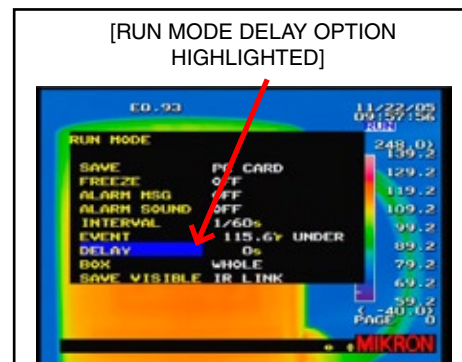 [RUN MODE DELAY OPTION
HIGHLIGHTED]
E0.93
11/22/05
09:57:56
RUN
RUN MODE
248.0)
139.2
SAVE PC CARD
129.2
FREEZE OFF
ALARM MSG OFF
119.2
ALARM SOUND OFF
109.2
INTERVAL 1/60s
99.2
EVENT 115.6F UNDER
DELAY 0s
89.2
BOX WHOLE
79.2
SAVE VISIBLE IR LINK
69.2
59.2
(-40.0)
PAGE 0
MIKRON